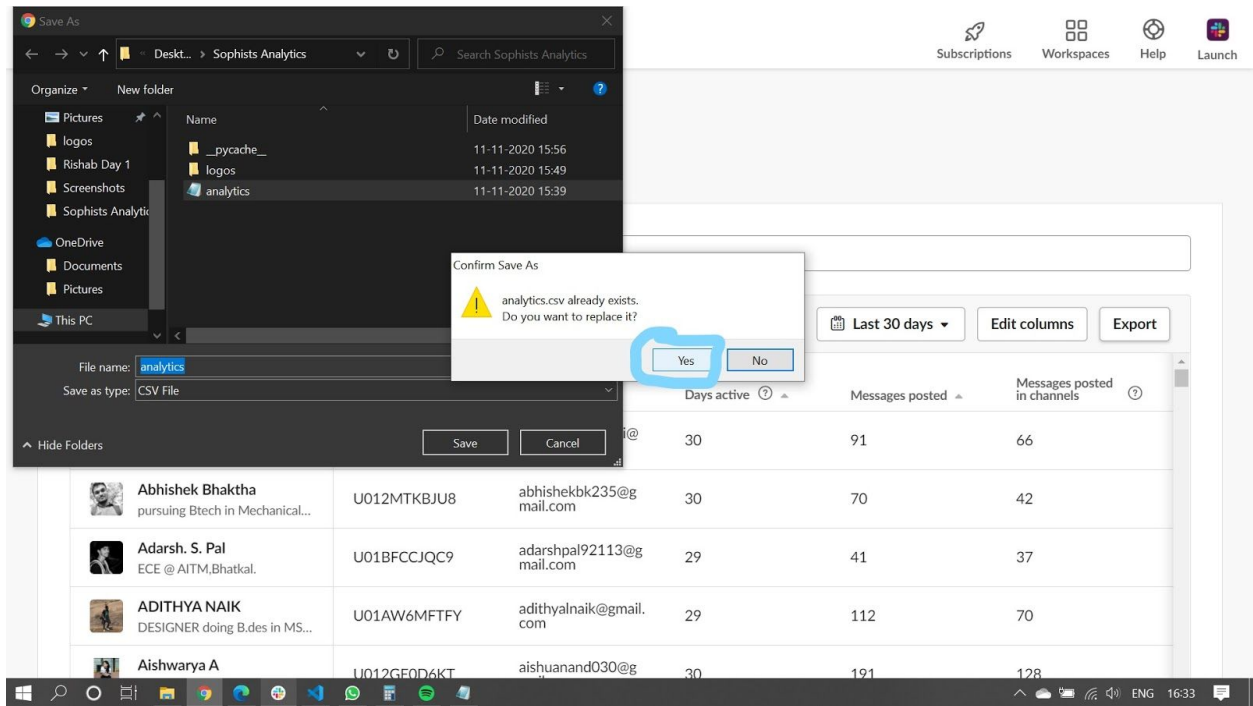 Save As
Deskt... > Sophists Analytics
Search Sophists Analytics
Organize
New folder
Pictures
logos
Rishab Day 1
Screenshots
Sophists Analytic
OneDrive
Documents
Pictures
This PC
Name
Date modified
__pycache__
11-11-2020 15:56
logos
11-11-2020 15:49
analytics
11-11-2020 15:39
File name: analytics
Save as type: CSV File
Hide Folders
Save
Cancel
Confirm Save As
analytics.csv already exists.
Do you want to replace it?
Yes
No
Subscriptions
Workspaces
Help
Launch
Last 30 days
Edit columns
Export
Days active
Messages posted
Messages posted
in channels
i@
30
91
66
Abhishek Bhaktha
pursuing Btech in Mechanical...
U012MTKBJU8
abhishekbk235@g
mail.com
30
70
42
Adarsh. S. Pal
ECE @ AITM,Bhatkal.
U01BFCCJQC9
adarshpal92113@g
mail.com
29
41
37
ADITHYA NAIK
DESIGNER doing B.des in MS...
U01AW6MFTFY
adithyalnaik@gmail.
com
29
112
70
Aishwarya A
U012GF0D6KT
aishuanand030@g
30
191
128
ENG
16:33